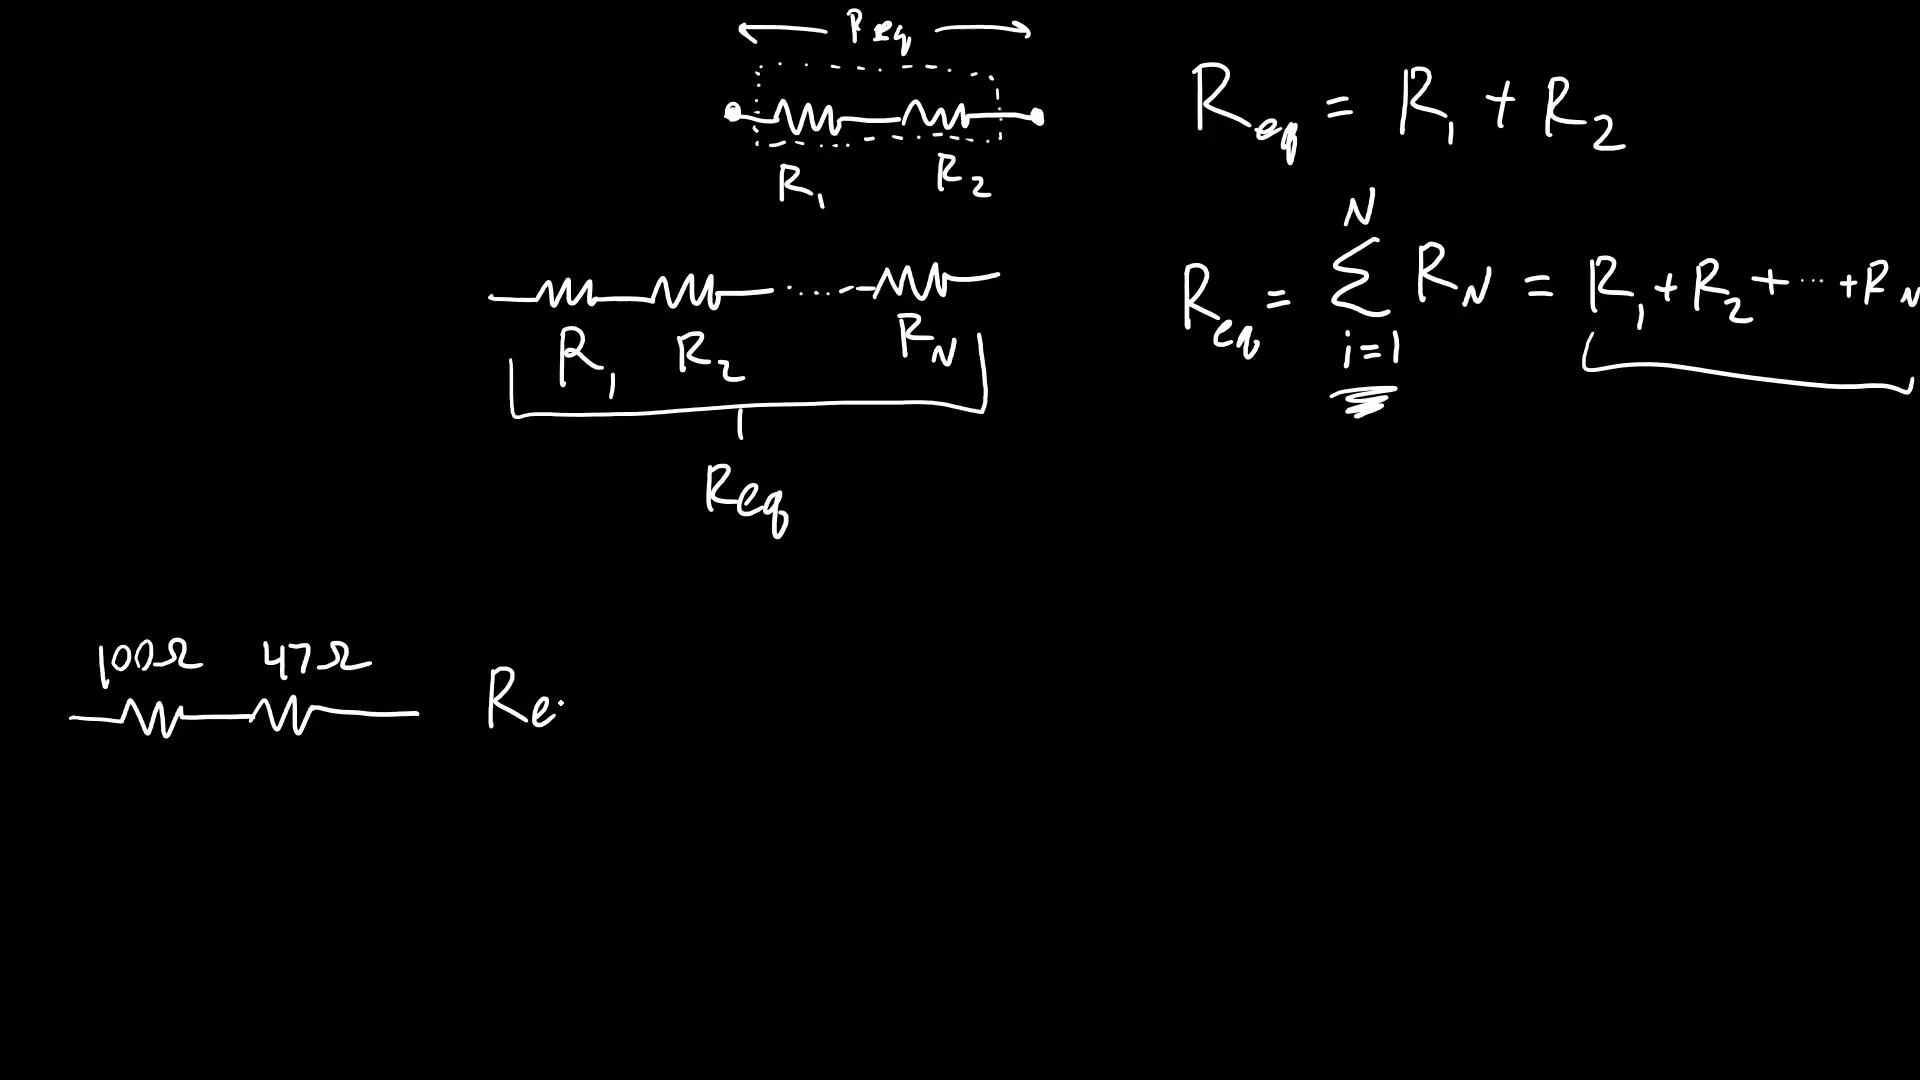 Req
R1 R2
Req = R1 + R2
R1 R2 RN
Req
N
Req = Σ RN = R1 + R2 + ... + RN
i=1
100Ω 47Ω
Re